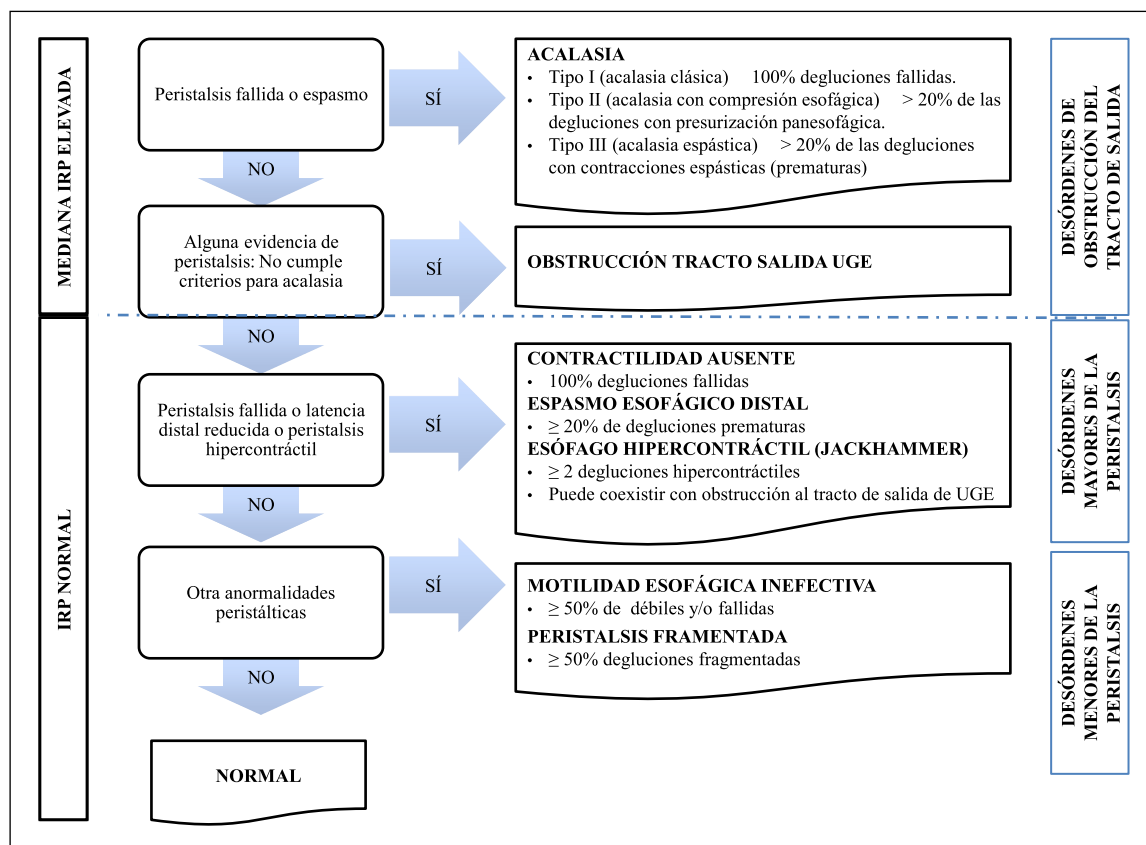 MEDIANA IRP ELEVADA
Peristalsis fallida o espasmo
SÍ
ACALASIA
• Tipo I (acalasia clásica) 100% degluciones fallidas.
• Tipo II (acalasia con compresión esofágica) > 20% de las
degluciones con presurización panesofágica.
• Tipo III (acalasia espástica) > 20% de las degluciones
con contracciones espásticas (prematuras)
DESÓRDENES DE
OBSTRUCCIÓN DEL
TRACTO DE SALIDA
NO
Alguna evidencia de
peristalsis: No cumple
criterios para acalasia
SÍ
OBSTRUCCIÓN TRACTO SALIDA UGE
NO
IRP NORMAL
Peristalsis fallida o latencia
distal reducida o peristalsis
hipercontráctil
SÍ
CONTRACTILIDAD AUSENTE
• 100% degluciones fallidas
ESPASMO ESOFÁGICO DISTAL
• ≥ 20% de degluciones prematuras
ESÓFAGO HIPERCONTRÁCTIL (JACKHAMMER)
• ≥ 2 degluciones hipercontráctiles
• Puede coexistir con obstrucción al tracto de salida de UGE
DESÓRDENES
MAYORES DE LA
PERISTALSIS
NO
Otra anormalidades
peristálticas
SÍ
MOTILIDAD ESOFÁGICA INEFECTIVA
• ≥ 50% de débiles y/o fallidas
PERISTALSIS FRAMENTADA
• ≥ 50% degluciones fragmentadas
DESÓRDENES
MENORES DE LA
PERISTALSIS
NO
NORMAL